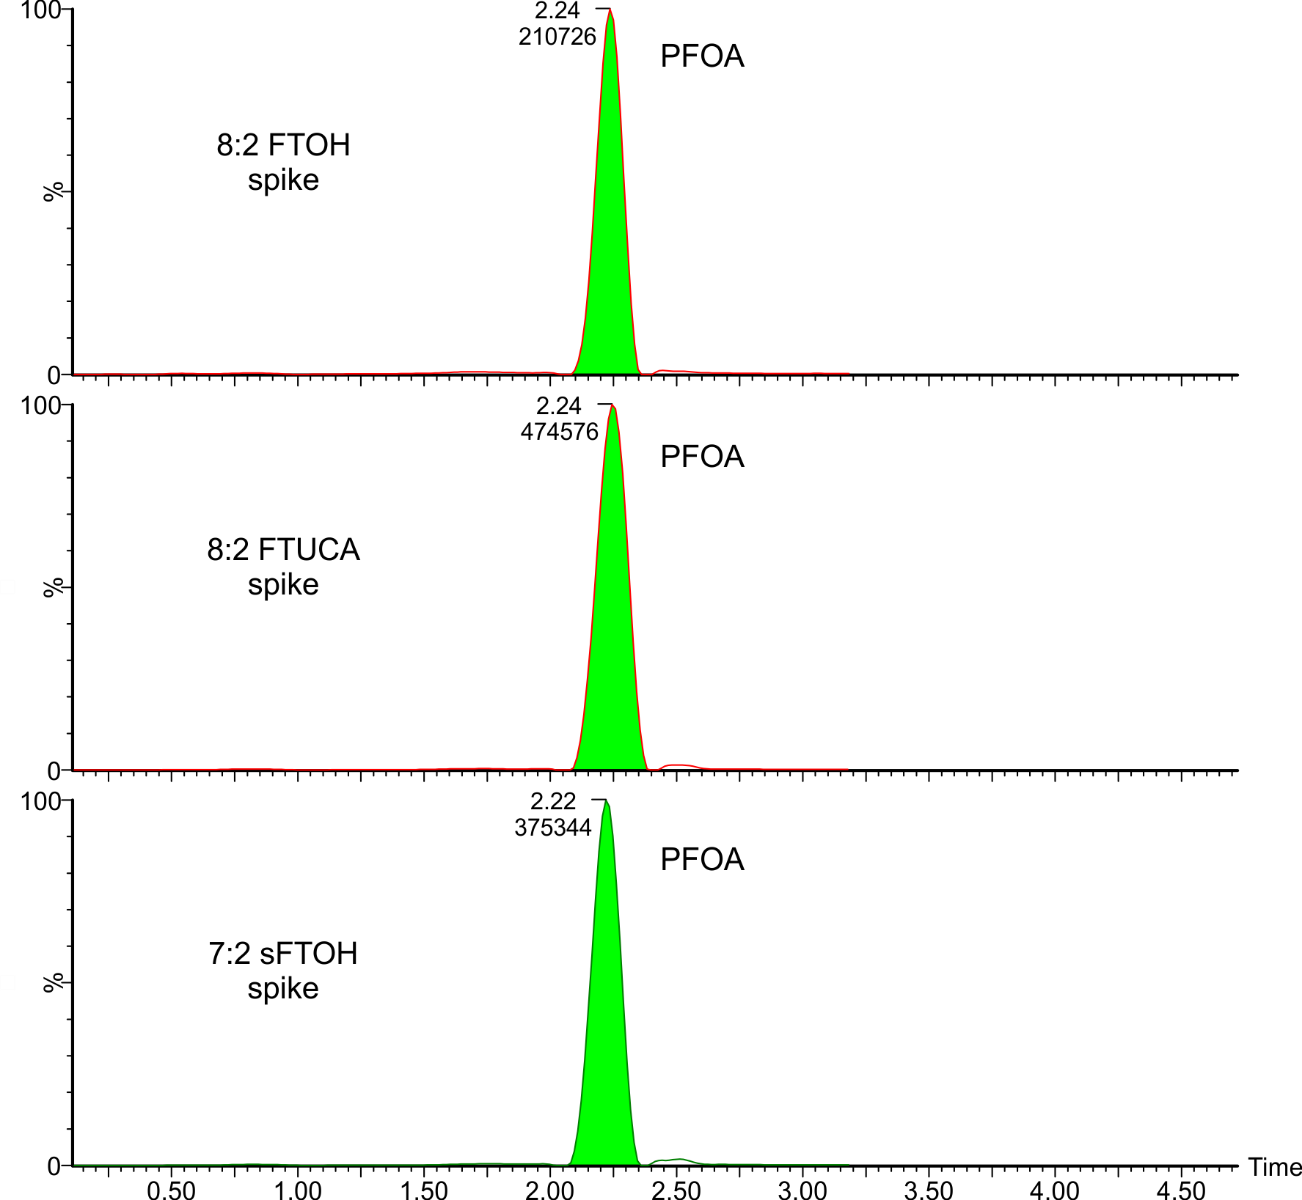 100
2.24
210726
PFOA
8:2 FTOH
spike
%
0
100
2.24
474576
PFOA
8:2 FTUCA
spike
%
0
100
2.22
375344
PFOA
7:2 sFTOH
spike
%
0
Time
0.50 1.00 1.50 2.00 2.50 3.00 3.50 4.00 4.50